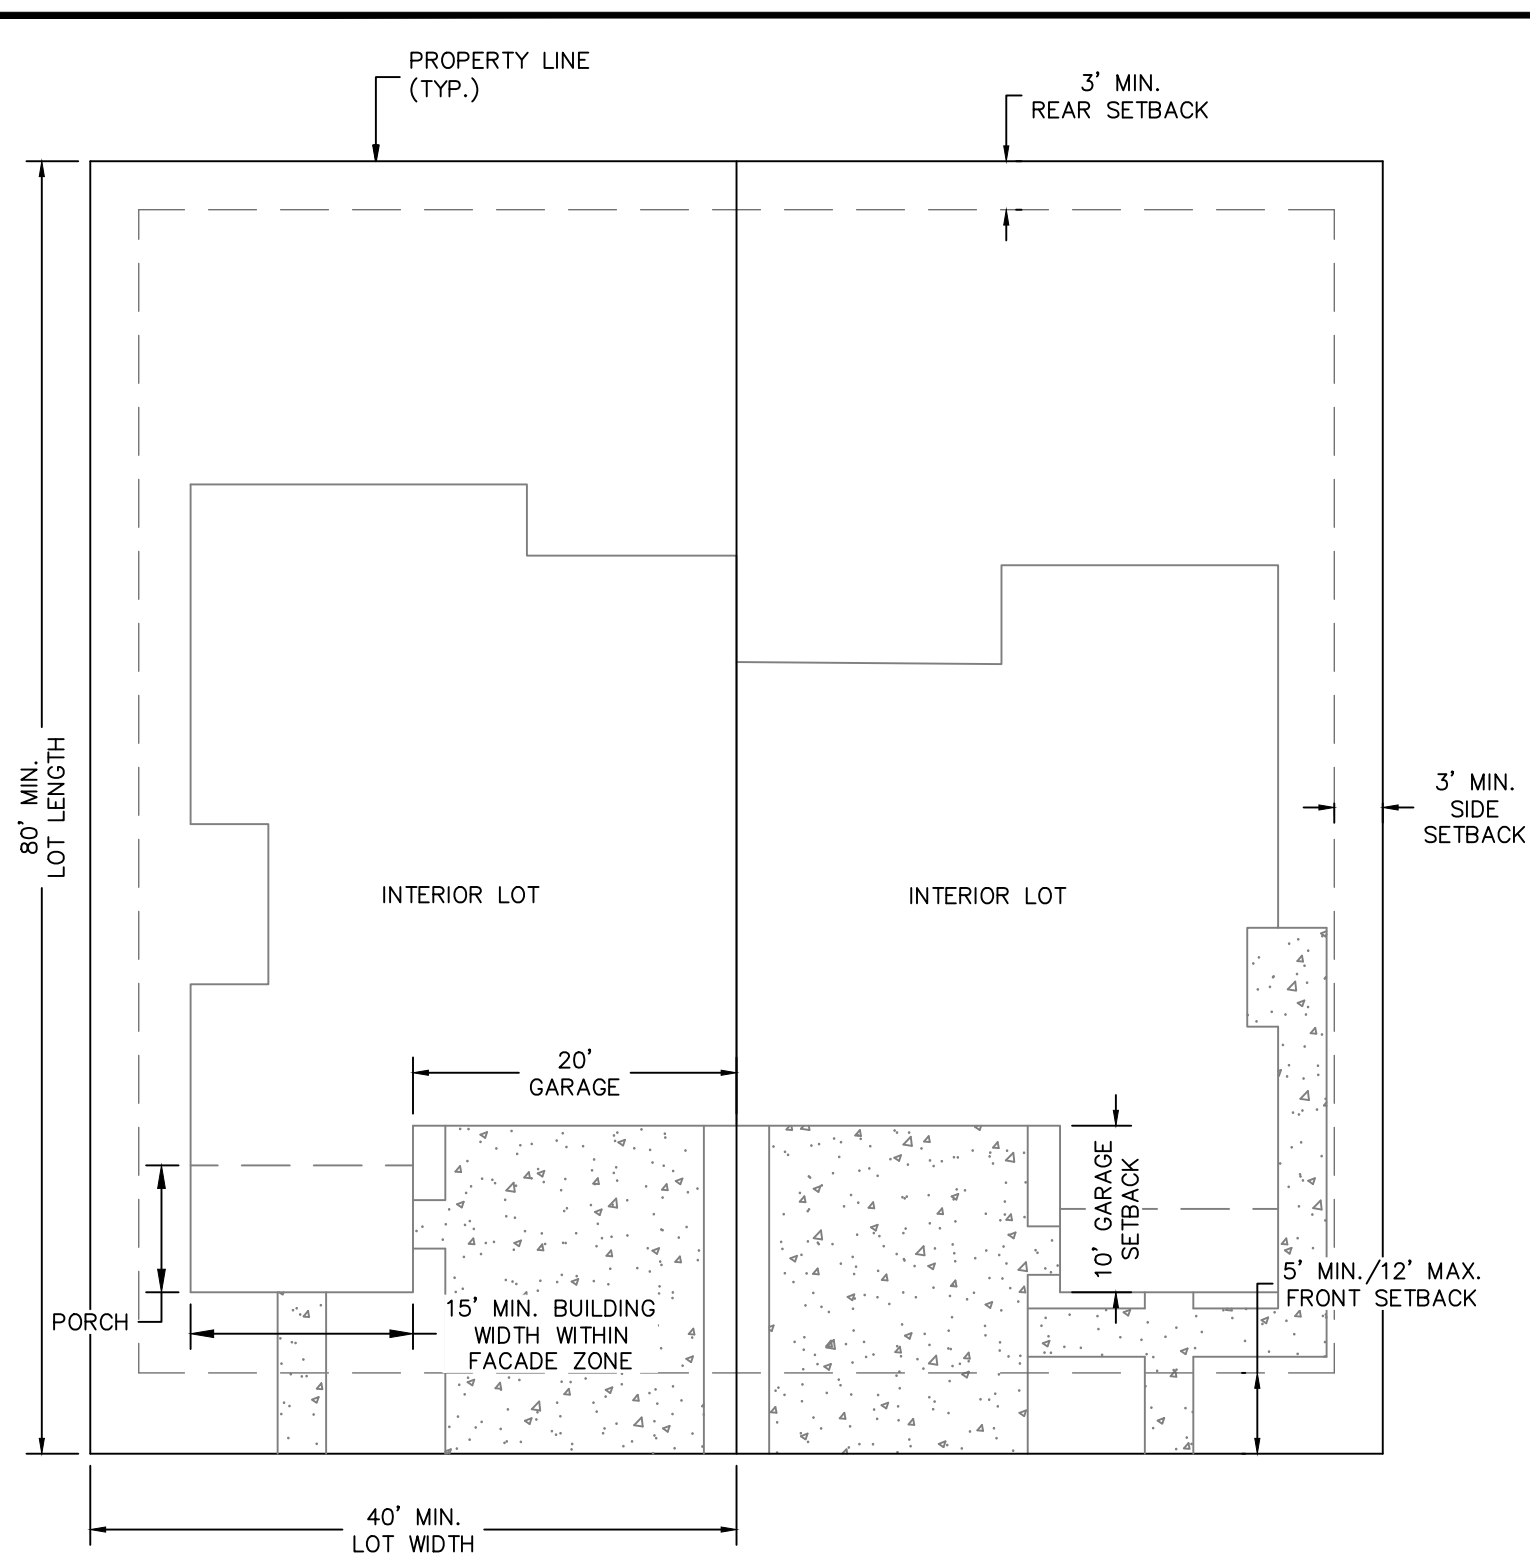 PROPERTY LINE
(TYP.)
3' MIN.
REAR SETBACK
80' MIN.
LOT LENGTH
3' MIN.
SIDE
SETBACK
INTERIOR LOT
INTERIOR LOT
20'
GARAGE
10' GARAGE
SETBACK
5' MIN./12' MAX.
FRONT SETBACK
PORCH
15' MIN. BUILDING
WIDTH WITHIN
FACADE ZONE
40' MIN.
LOT WIDTH